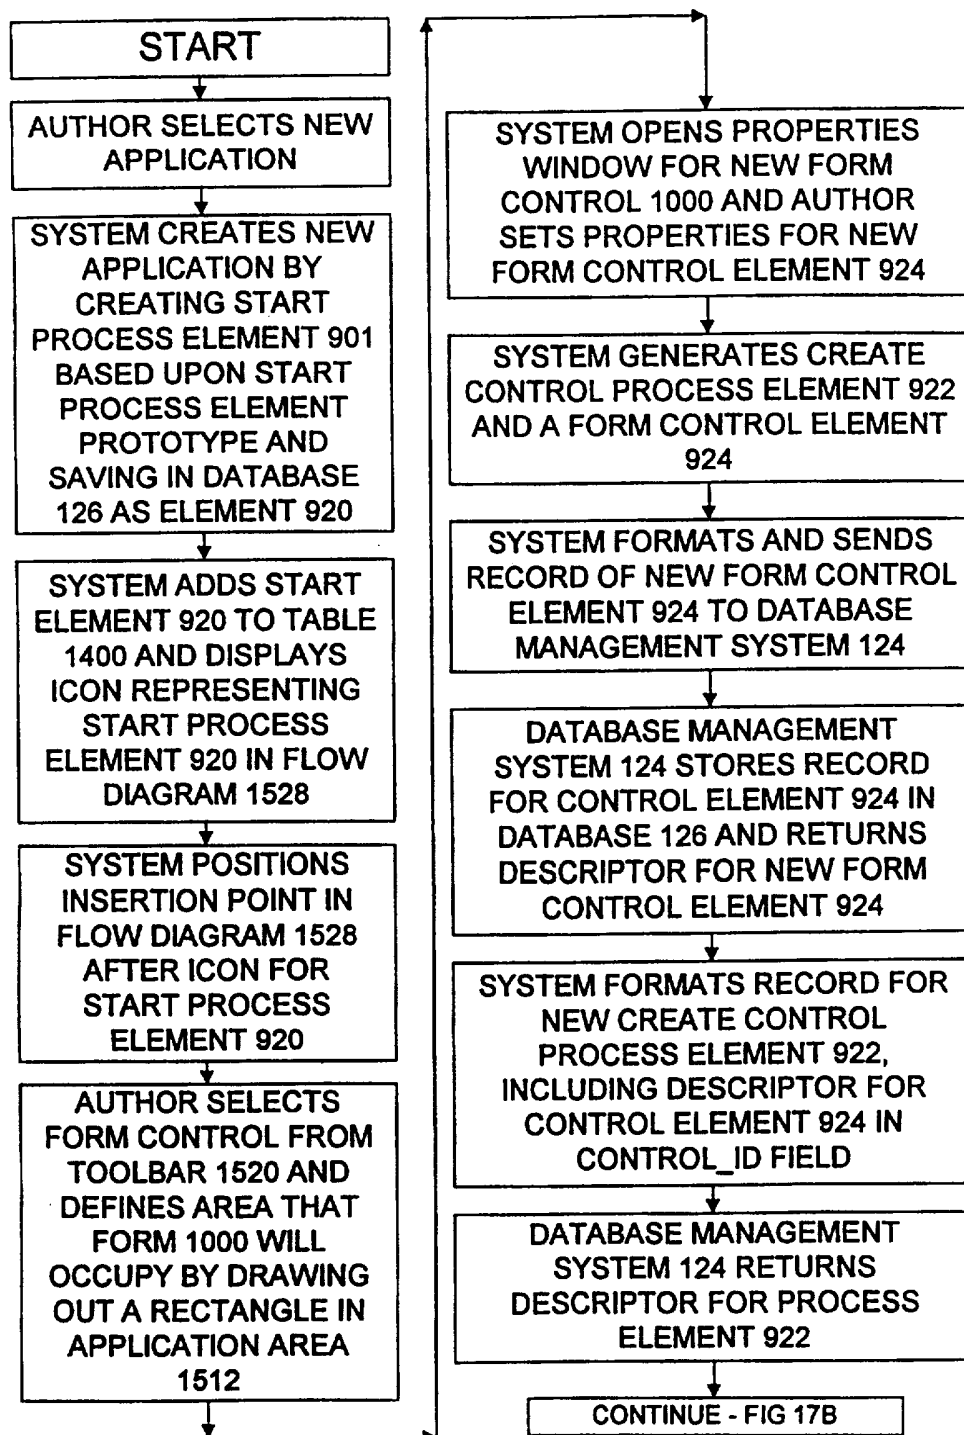 START
AUTHOR SELECTS NEW
APPLICATION
SYSTEM CREATES NEW
APPLICATION BY
CREATING START
PROCESS ELEMENT 901
BASED UPON START
PROCESS ELEMENT
PROTOTYPE AND
SAVING IN DATABASE
126 AS ELEMENT 920
SYSTEM ADDS START
ELEMENT 920 TO TABLE
1400 AND DISPLAYS
ICON REPRESENTING
START PROCESS
ELEMENT 920 IN FLOW
DIAGRAM 1528
SYSTEM POSITIONS
INSERTION POINT IN
FLOW DIAGRAM 1528
AFTER ICON FOR
START PROCESS
ELEMENT 920
AUTHOR SELECTS
FORM CONTROL FROM
TOOLBAR 1520 AND
DEFINES AREA THAT
FORM 1000 WILL
OCCUPY BY DRAWING
OUT A RECTANGLE IN
APPLICATION AREA
1512
SYSTEM OPENS PROPERTIES
WINDOW FOR NEW FORM
CONTROL 1000 AND AUTHOR
SETS PROPERTIES FOR NEW
FORM CONTROL ELEMENT 924
SYSTEM GENERATES CREATE
CONTROL PROCESS ELEMENT 922
AND A FORM CONTROL ELEMENT
924
SYSTEM FORMATS AND SENDS
RECORD OF NEW FORM CONTROL
ELEMENT 924 TO DATABASE
MANAGEMENT SYSTEM 124
DATABASE MANAGEMENT
SYSTEM 124 STORES RECORD
FOR CONTROL ELEMENT 924 IN
DATABASE 126 AND RETURNS
DESCRIPTOR FOR NEW FORM
CONTROL ELEMENT 924
SYSTEM FORMATS RECORD FOR
NEW CREATE CONTROL
PROCESS ELEMENT 922,
INCLUDING DESCRIPTOR FOR
CONTROL ELEMENT 924 IN
CONTROL_ID FIELD
DATABASE MANAGEMENT
SYSTEM 124 RETURNS
DESCRIPTOR FOR PROCESS
ELEMENT 922
CONTINUE - FIG 17B